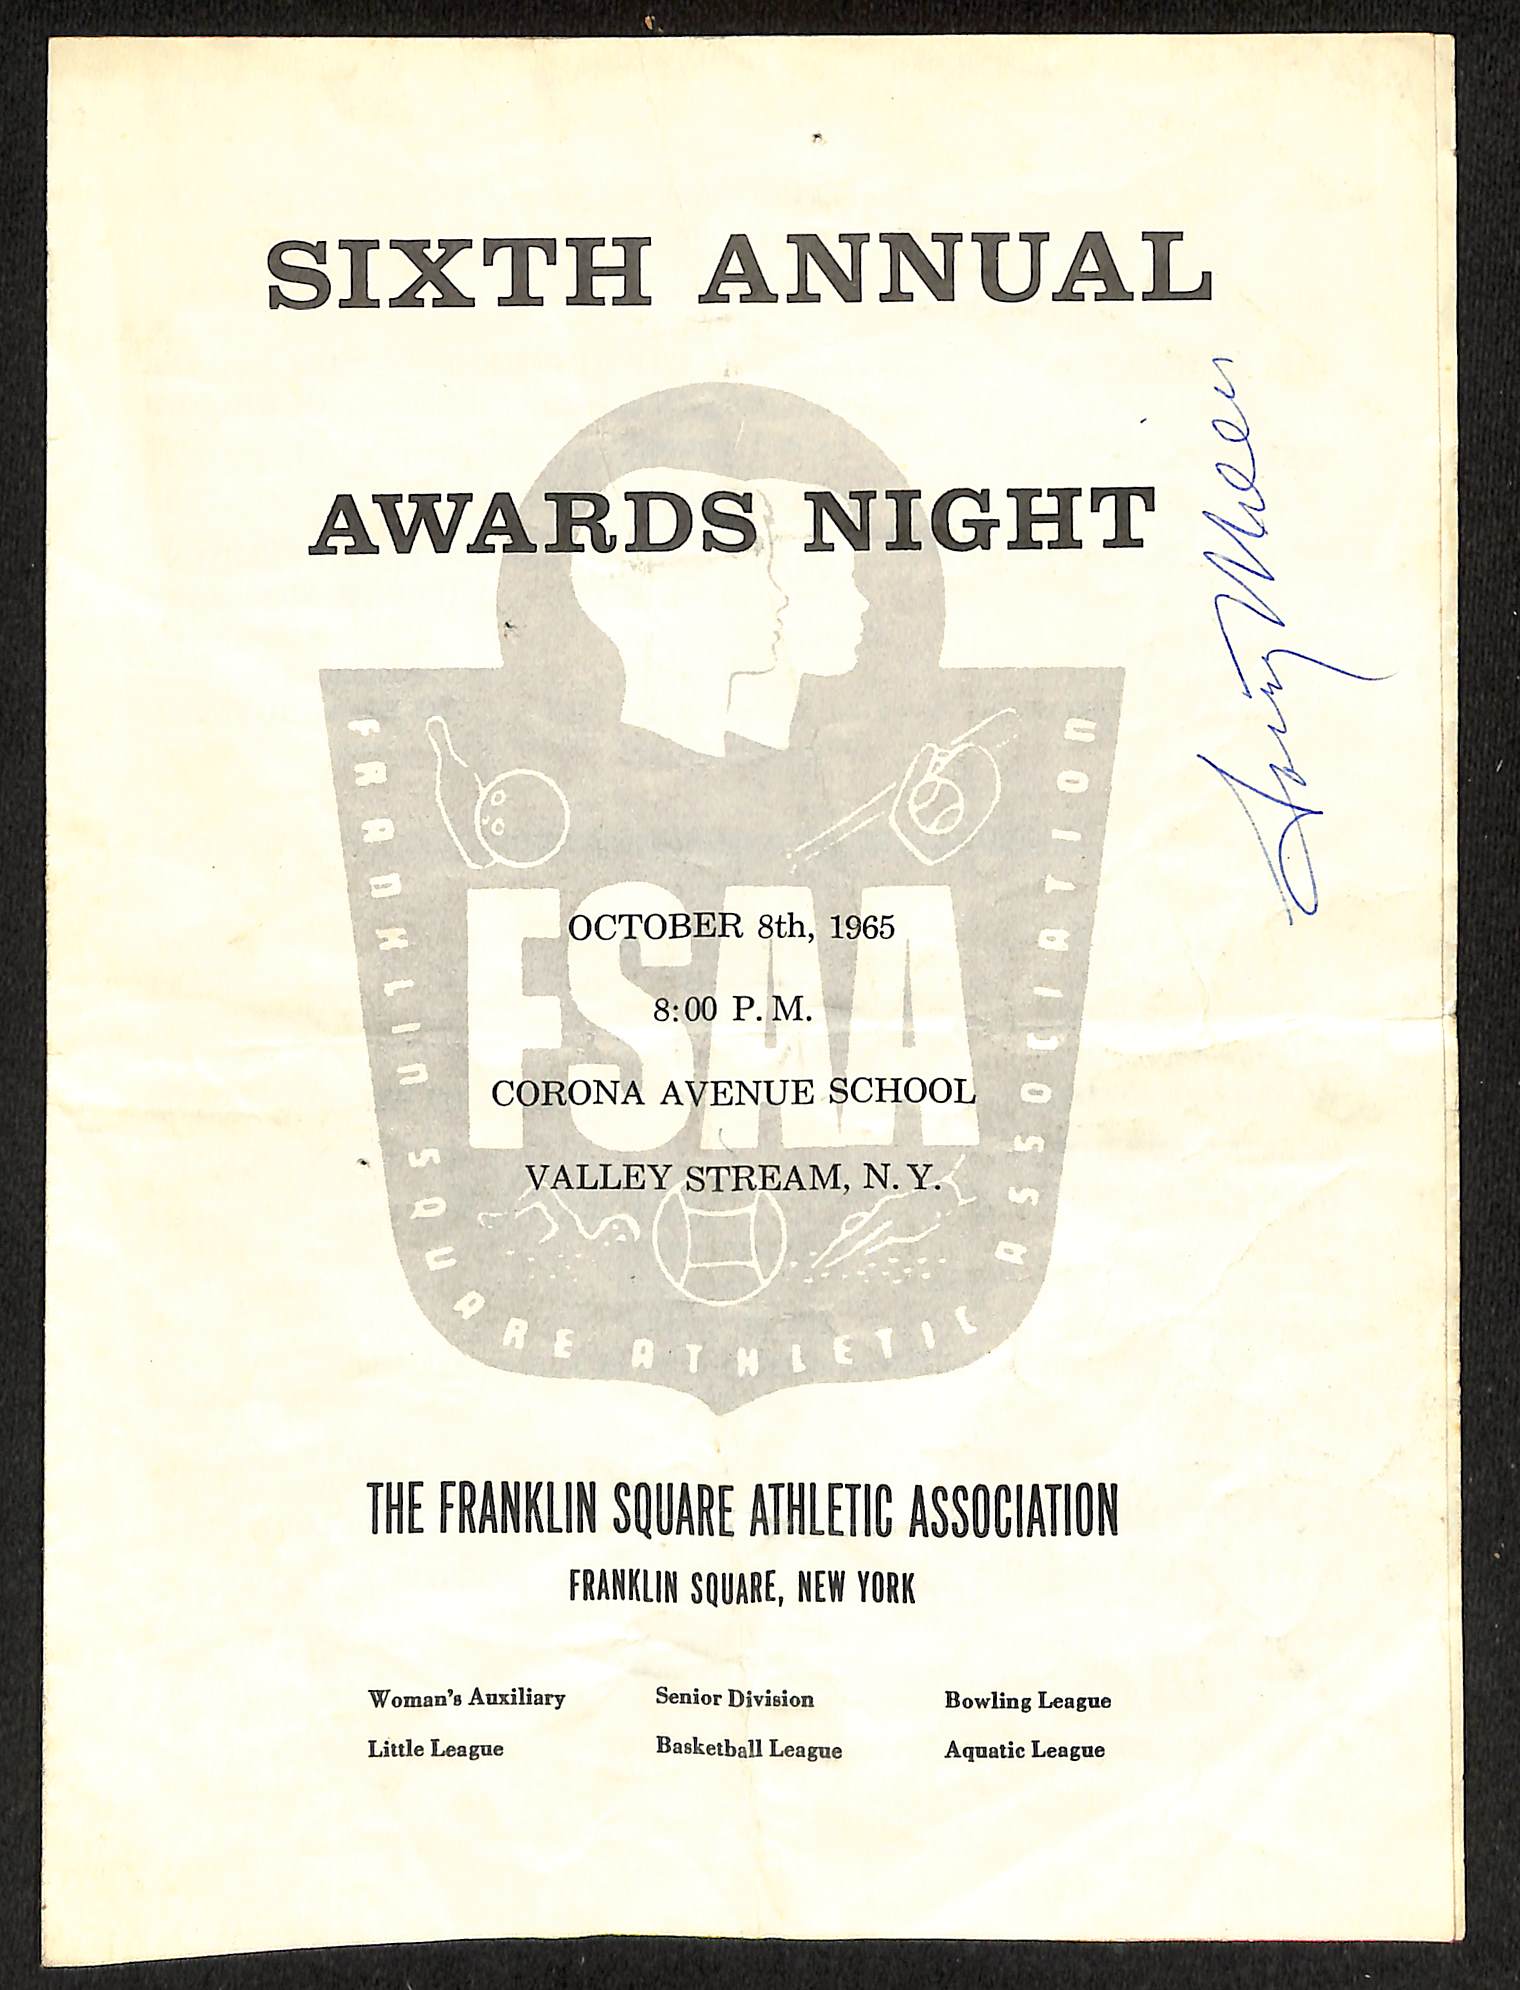 SIXTH ANNUAL
AWARDS NIGHT
FRANKLIN SQUARE ATHLETIC ASSOCIATION
FSAA
OCTOBER 8th, 1965
8:00 P. M.
CORONA AVENUE SCHOOL
VALLEY STREAM, N. Y.
THE FRANKLIN SQUARE ATHLETIC ASSOCIATION
FRANKLIN SQUARE, NEW YORK
Woman's Auxiliary Senior Division Bowling League
Little League Basketball League Aquatic League